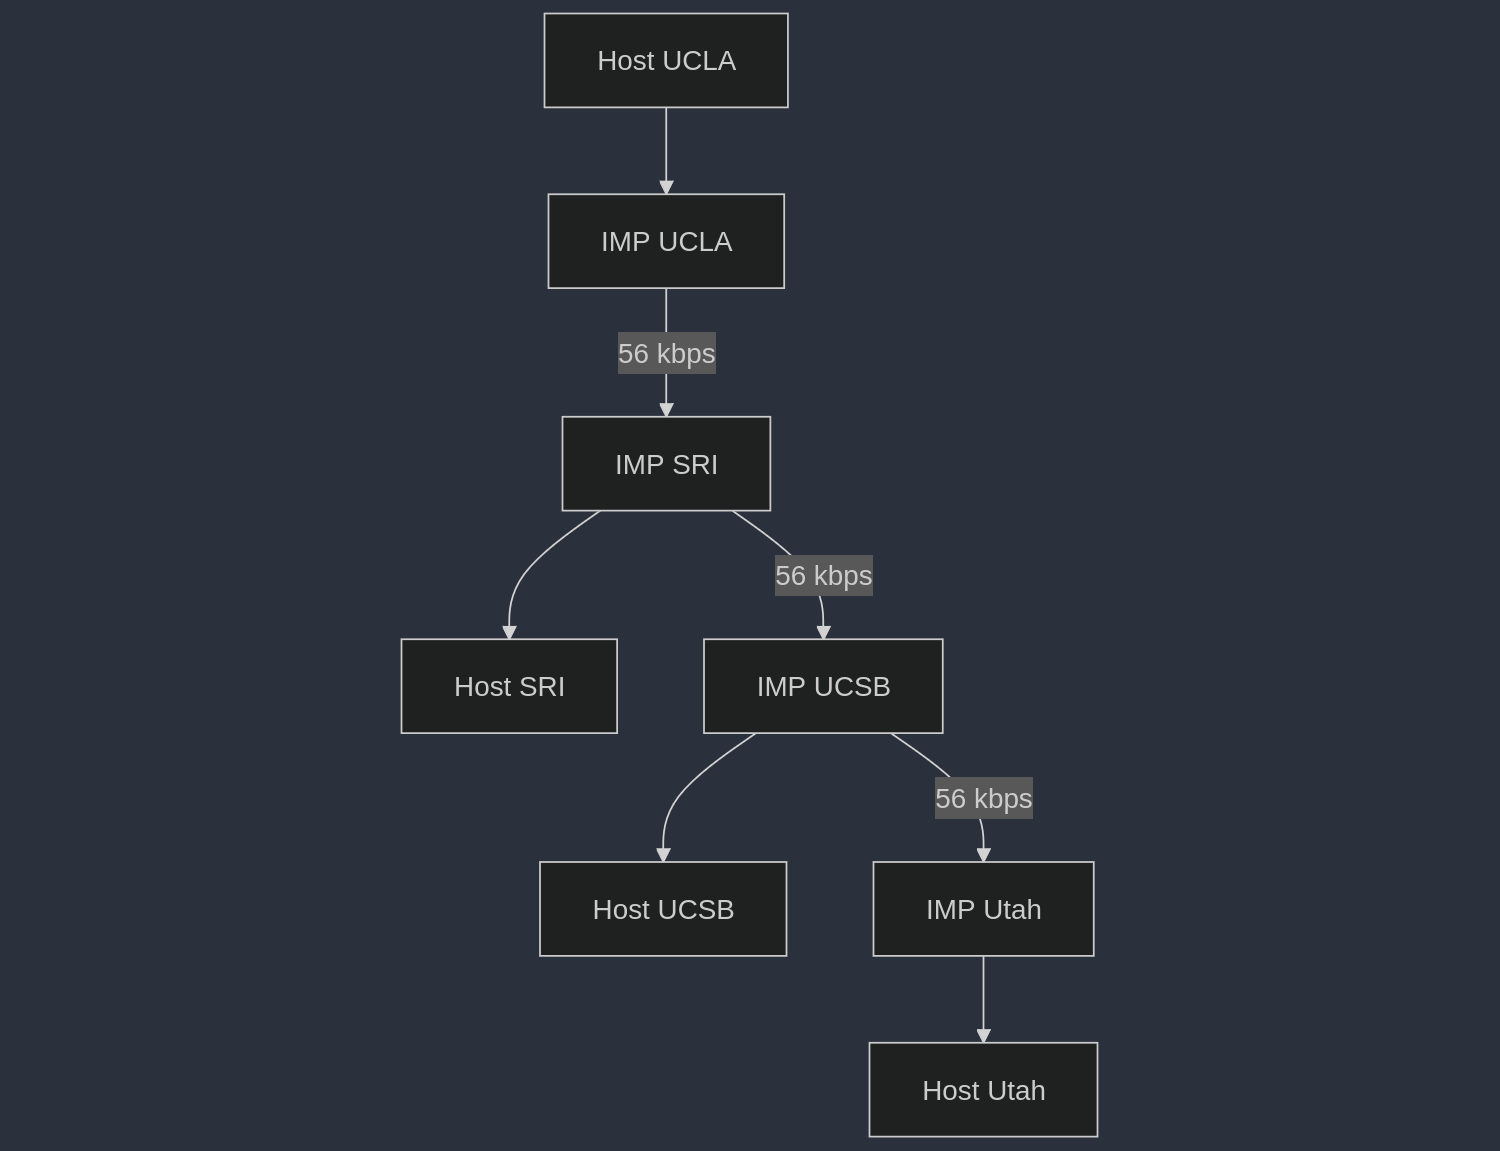 Host UCLA
IMP UCLA
56 kbps
IMP SRI
56 kbps
Host SRI
IMP UCSB
56 kbps
Host UCSB
IMP Utah
Host Utah